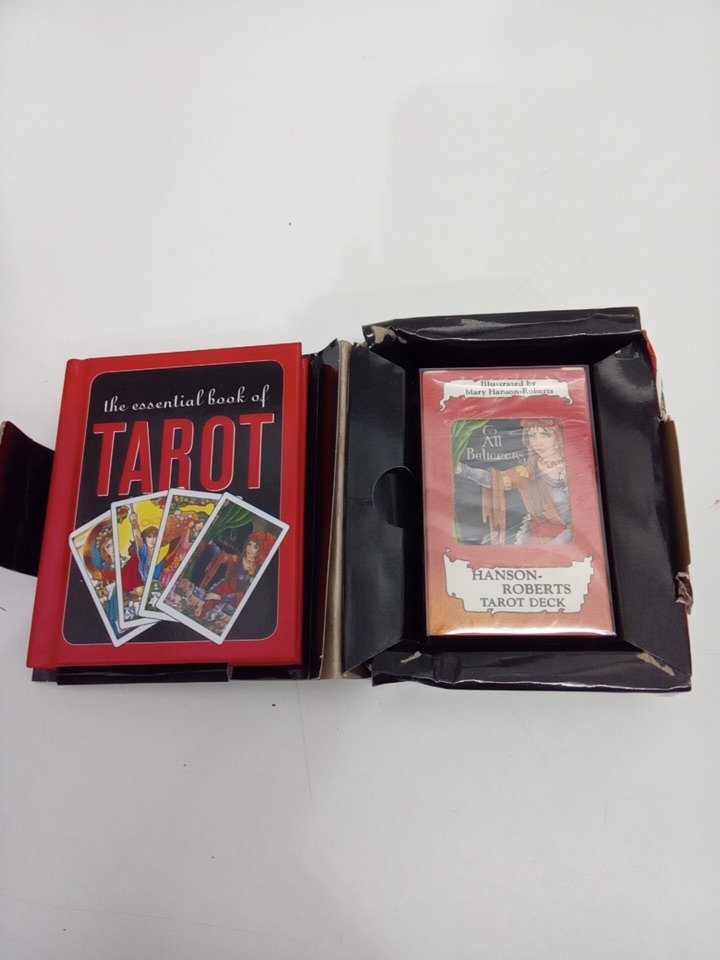 the essential book of
TAROT
Illustrated by
Mary Hanson-Roberts
To All
Believers
HANSON-
ROBERTS
TAROT DECK